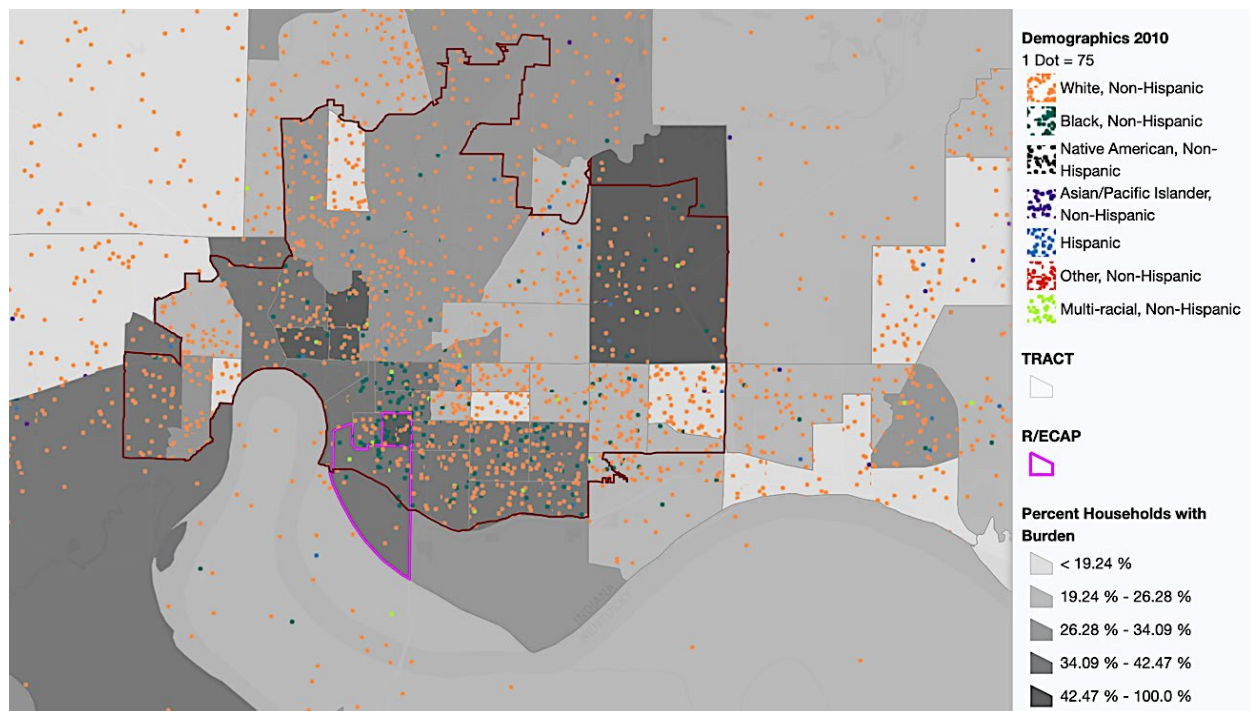 Demographics 2010
1 Dot = 75
White, Non-Hispanic
Black, Non-Hispanic
Native American, Non-
Hispanic
Asian/Pacific Islander,
Non-Hispanic
Hispanic
Other, Non-Hispanic
Multi-racial, Non-Hispanic
TRACT
R/ECAP
Percent Households with
Burden
< 19.24 %
19.24 % - 26.28 %
26.28 % - 34.09 %
34.09 % - 42.47 %
42.47 % - 100.0 %
INDIANA